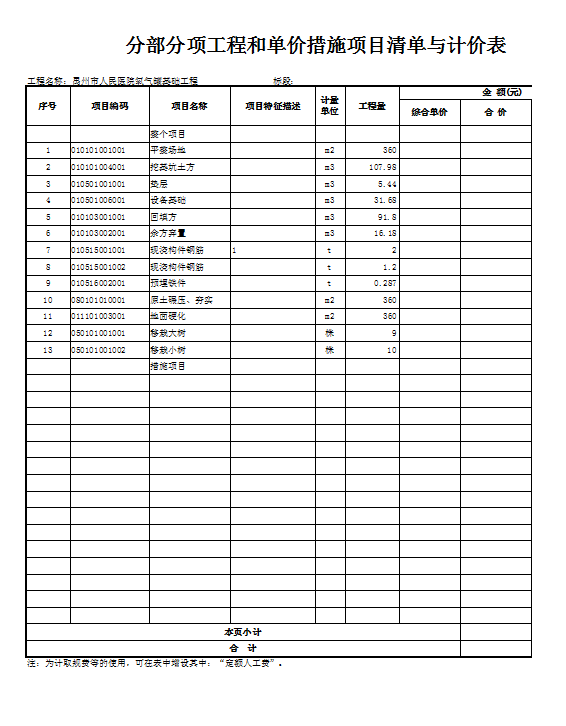 分部分项工程和单价措施项目清单与计价表
工程名称：禹州市人民医院氧气罐基础工程 标段：
序号 项目编码 项目名称 项目特征描述 计量单位 工程量 金 额(元)
综合单价 合 价
整个项目
1 010101001001 平整场地 m2 360
2 010101004001 挖基坑土方 m3 107.98
3 010501001001 垫层 m3 5.44
4 010501006001 设备基础 m3 31.68
5 010103001001 回填方 m3 91.8
6 010103002001 余方弃置 m3 16.18
7 010515001001 现浇构件钢筋 1 t 2
8 010515001002 现浇构件钢筋 t 1.2
9 010516002001 预埋铁件 t 0.287
10 080101010001 原土碾压、夯实 m2 360
11 011101003001 地面硬化 m2 360
12 050101001001 移栽大树 株 9
13 050101001002 移栽小树 株 10
措施项目
本页小计
合 计
注：为计取规费等的使用，可在表中增设其中：“定额人工费”。